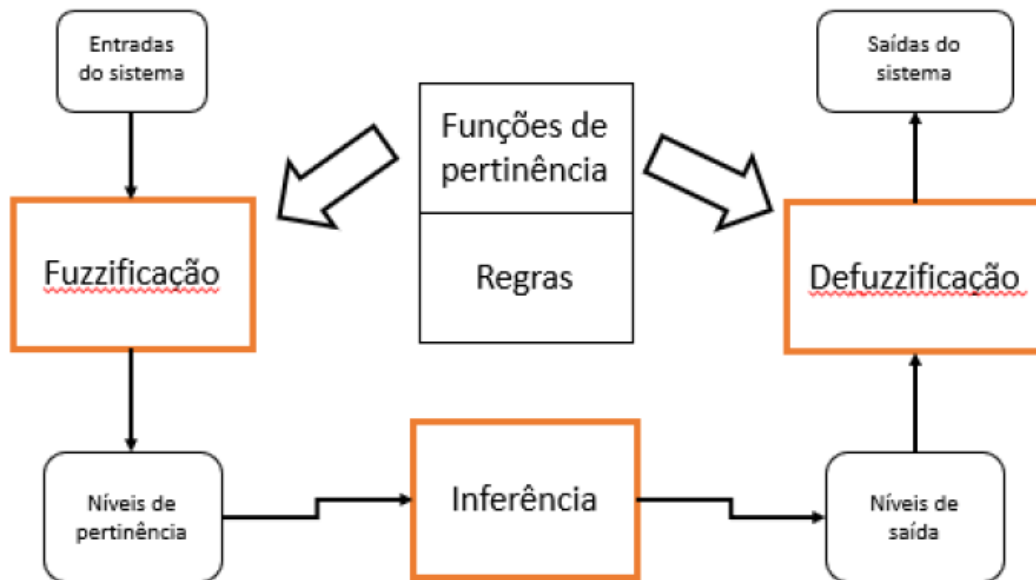 Entradas
do sistema
Saídas do
sistema
Funções de
pertinência
Fuzzificação
Regras
Defuzzificação
Níveis de
pertinência
Inferência
Níveis de
saída